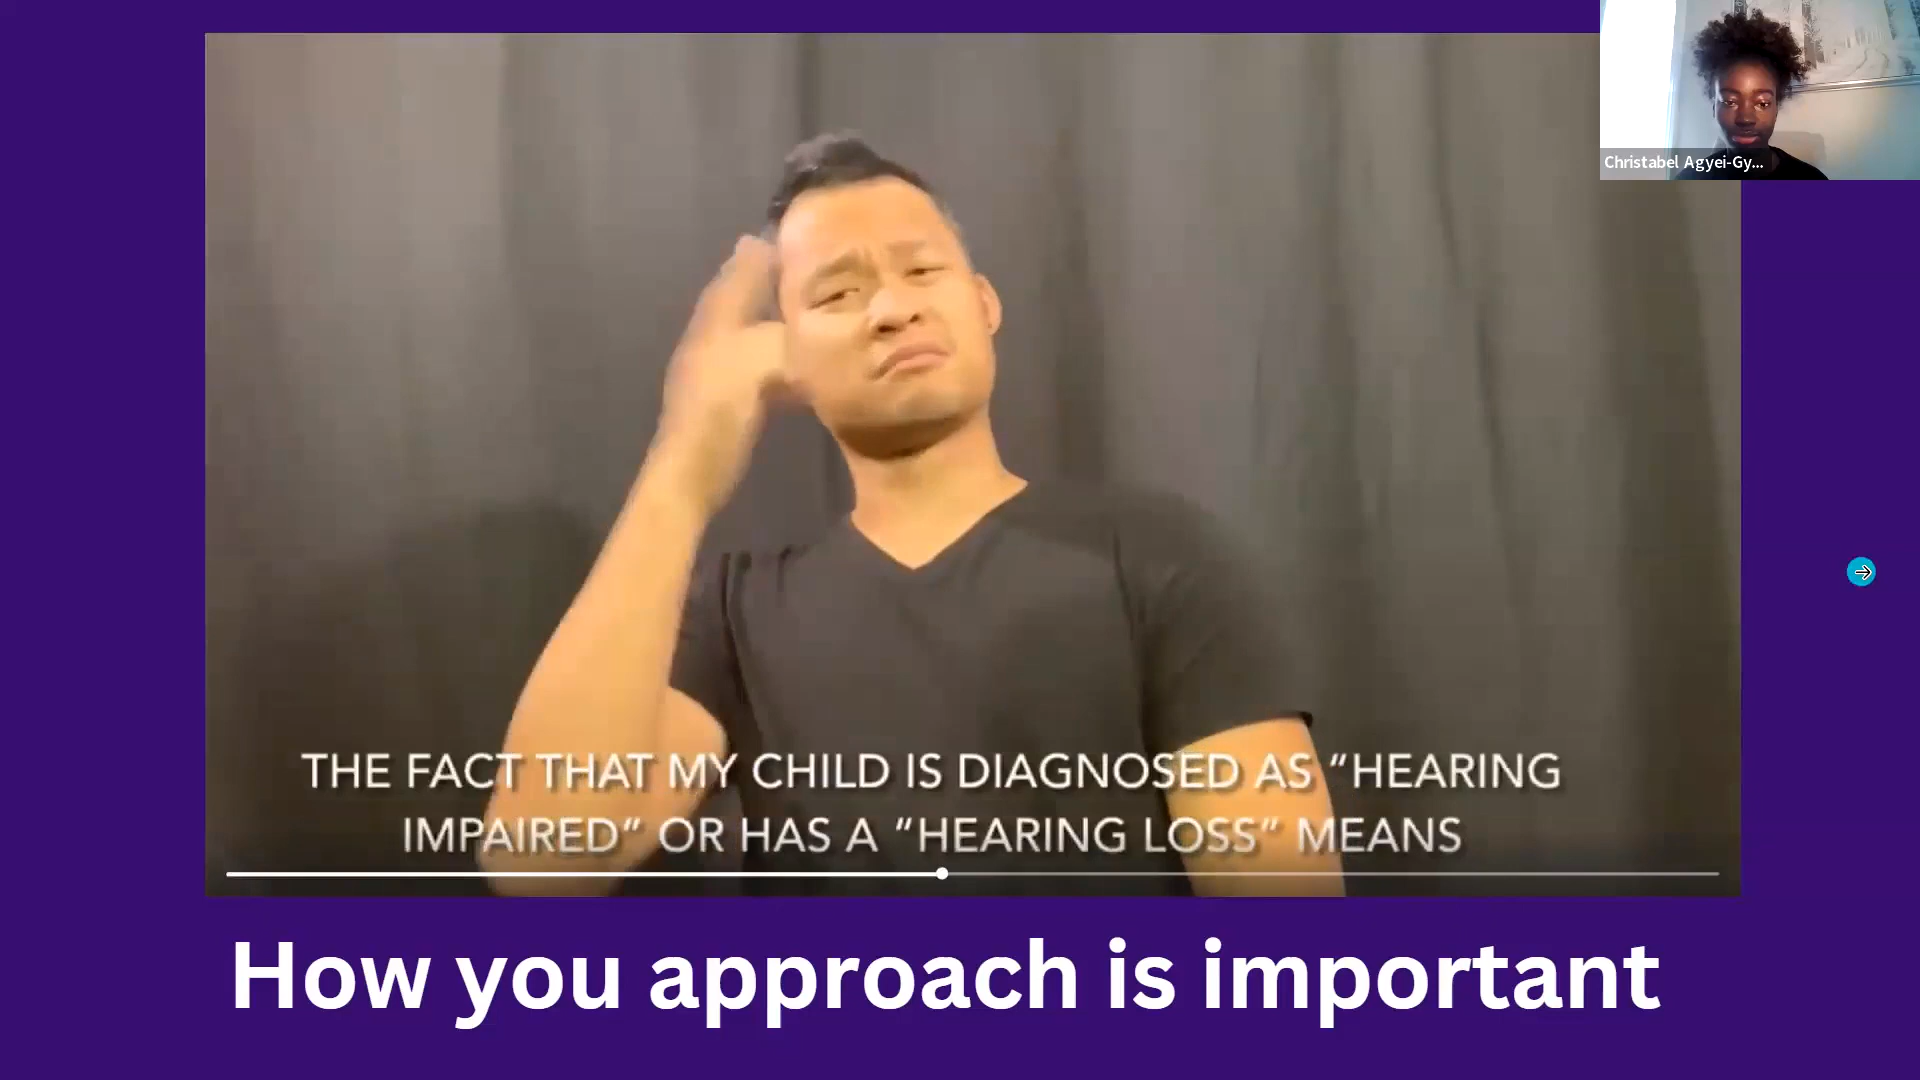 Christabel Agyei-Gy...
THE FACT THAT MY CHILD IS DIAGNOSED AS “HEARING
IMPAIRED” OR HAS A “HEARING LOSS” MEANS
How you approach is important